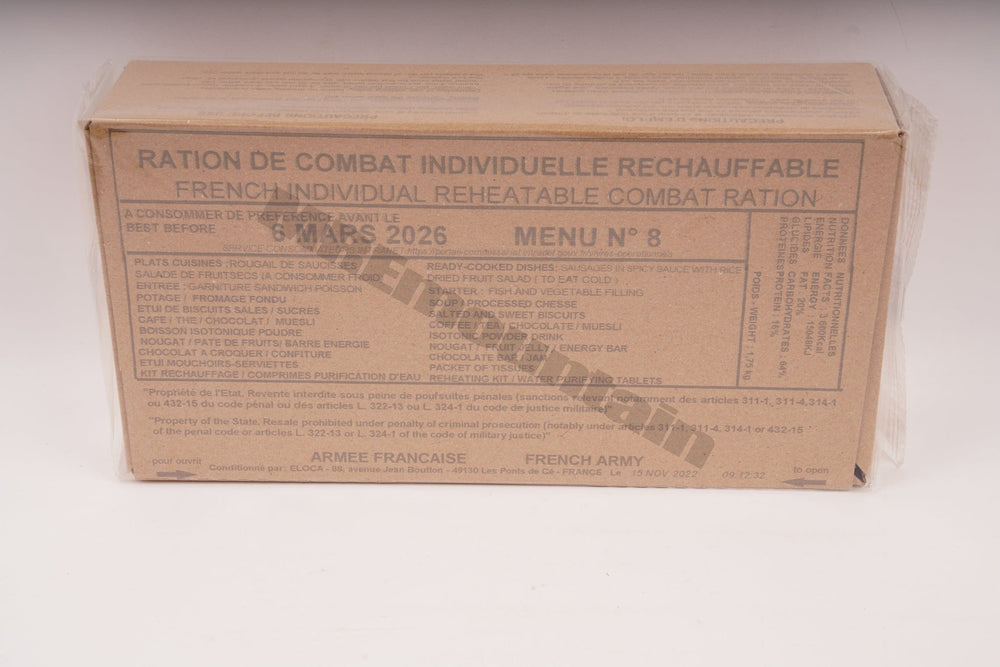 PRECAUTIONS D'EMPLOI
RATION DE COMBAT INDIVIDUELLE RECHAUFFABLE
FRENCH INDIVIDUAL REHEATABLE COMBAT RATION
A CONSOMMER DE PREFERENCE AVANT LE
BEST BEFORE 6 MARS 2026 MENU N° 8
PLATS CUISINES :ROUGAIL DE SAUCISSES
SALADE DE FRUITSECS (A CONSOMMER FROID
ENTREE : GARNITURE SANDWICH POISSON
POTAGE / FROMAGE FONDU
ETUI DE BISCUITS SALES / SUCRES
CAFE / THE / CHOCOLAT / MUESLI
BOISSON ISOTONIQUE POUDRE
NOUGAT / PATE DE FRUITS/ BARRE ENERGIE
CHOCOLAT A CROQUER / CONFITURE
ETUI MOUCHOIRS-SERVIETTES
KIT RECHAUFFAGE / COMPRIMES PURIFICATION D'EAU
READY-COOKED DISHES: SAUSAGES IN SPICY SAUCE WITH RICE
DRIED FRUIT SALAD ( TO EAT COLD )
STARTER : FISH AND VEGETABLE FILLING
SOUP / PROCESSED CHESSE
SALTED AND SWEET BISCUITS
COFFEE / TEA / CHOCOLATE / MUESLI
ISOTONIC POWDER DRINK
NOUGAT / FRUIT JELLY / ENERGY BAR
CHOCOLATE BAR / JAM
PACKET OF TISSUES
REHEATING KIT / WATER PURIFYING TABLETS
POIDS - WEIGHT : 1,75 kg
DONNEES NUTRITIONNELLES
NUTRITION FACTS : 3 600Kcal
ENERGIE ENERGY : 15048KJ
LIPIDES FAT : 20%
GLUCIDES CARBOHYDRATES : 64%
PROTEINES PROTEIN : 16%
"Propriété de l'Etat, Revente interdite sous peine de poursuites pénales (sanctions relevant notamment des articles 311-1, 311-4,314-1
ou 432-15 du code pénal ou des articles L. 322-13 ou L. 324-1 du code de justice militaire)"
"Property of the State. Resale prohibited under penalty of criminal prosecution (notably under articles 311-1, 311-4, 314-1 or 432-15
of the penal code or articles L. 322-13 or L. 324-1 of the code of military justice)"
ARMEE FRANCAISE FRENCH ARMY
pour ouvrir to open
Conditionné par : ELOCA - 88, avenue Jean Boutton - 49130 Les Ponts de Cé - FRANCE Le 15 NOV 2022 09:12:32